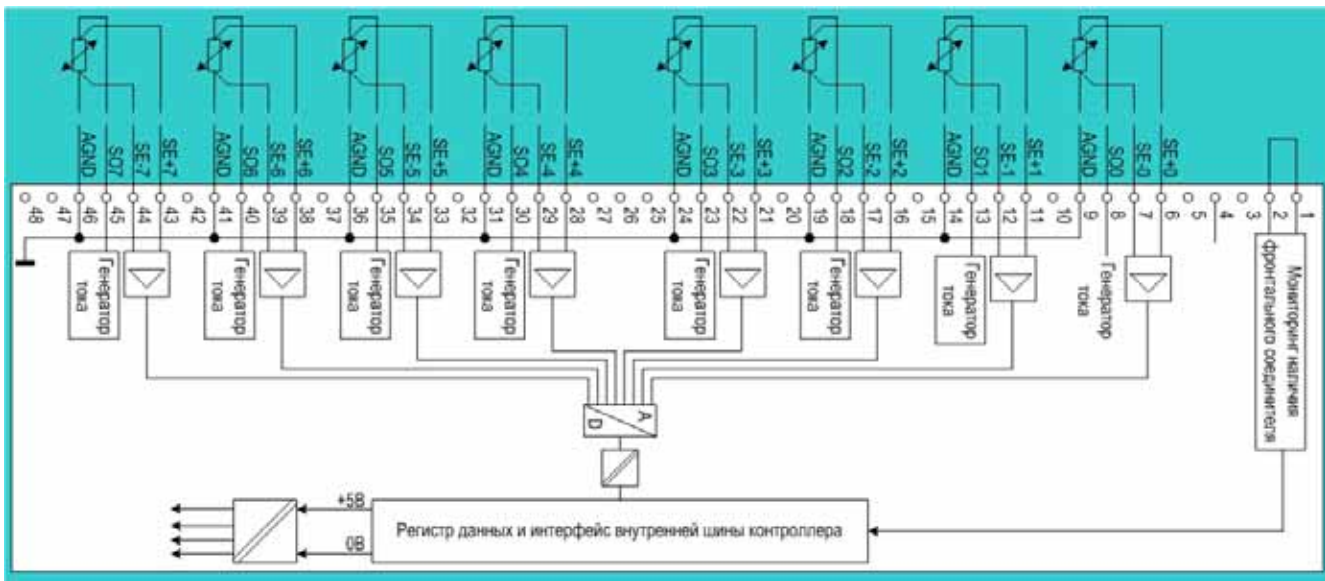 AGND SO7 SE-7 SE+7 AGND SO6 SE-6 SE+6 AGND SO5 SE-5 SE+5 AGND SO4 SE-4 SE+4 AGND SO3 SE-3 SE+3 AGND SO2 SE-2 SE+2 AGND SO1 SE-1 SE+1 AGND SO0 SE-0 SE+0
48 47 46 45 44 43 42 41 40 39 38 37 36 35 34 33 32 31 30 29 28 27 26 25 24 23 22 21 20 19 18 17 16 15 14 13 12 11 10 9 8 7 6 5 4 3 2 1
Генератор
тока
Генератор
тока
Генератор
тока
Генератор
тока
Генератор
тока
Генератор
тока
Генератор
тока
Генератор
тока
Мониторинг наличия
фронтального соединителя
A
D
+5В
0В
Регистр данных и интерфейс внутренней шины контроллера